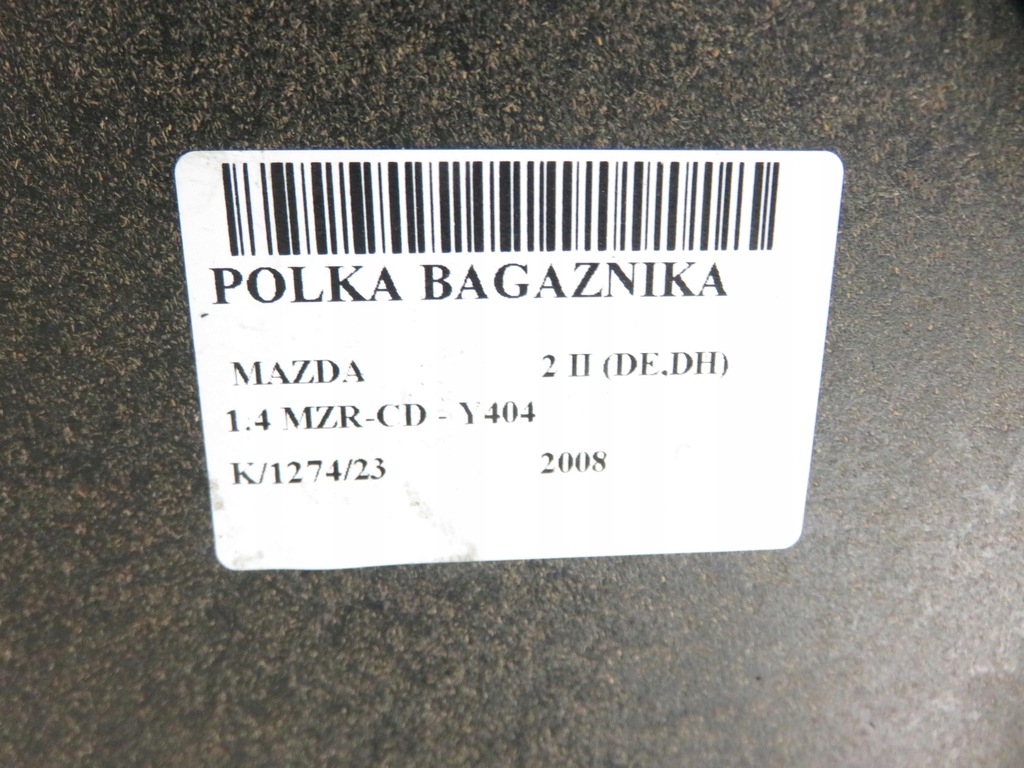 POLKA BAGAZNIKA
MAZDA 2 II (DE,DH)
1.4 MZR-CD - Y404
K/1274/23 2008